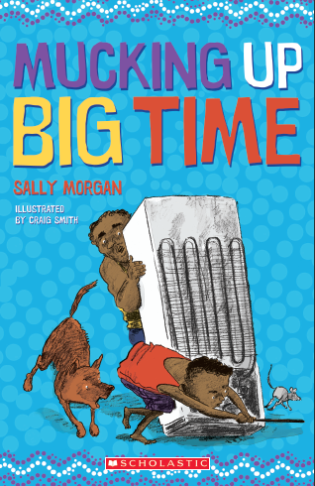 MUCKING UP
BIG TIME
SALLY MORGAN
ILLUSTRATED
BY CRAIG SMITH
SCHOLASTIC